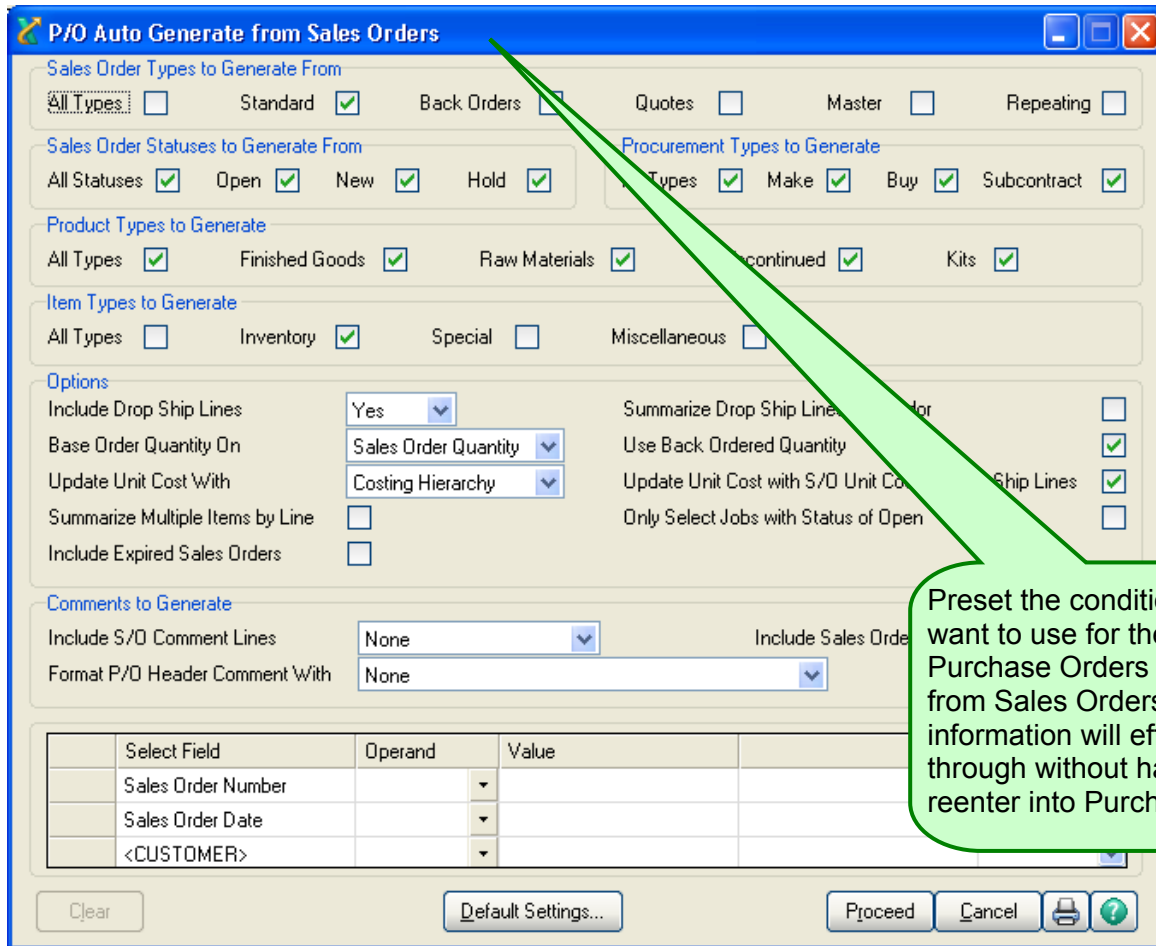 P/O Auto Generate from Sales Orders
Sales Order Types to Generate From
All Types Standard Back Orders Quotes Master Repeating
Sales Order Statuses to Generate From Procurement Types to Generate
All Statuses Open New Hold Types Make Buy Subcontract
Product Types to Generate
All Types Finished Goods Raw Materials Kits
Item Types to Generate
All Types Inventory Special Miscellaneous
Options
Include Drop Ship Lines Yes Summarize Drop Ship Lines
Base Order Quantity On Sales Order Quantity Use Back Ordered Quantity
Update Unit Cost With Costing Hierarchy Update Unit Cost with S/O Unit Ship Lines
Summarize Multiple Items by Line Only Select Jobs with Status of Open
Include Expired Sales Orders
Comments to Generate
Include S/O Comment Lines None Include Sales
Format P/O Header Comment With None
Preset the
want to use for
Purchase Orders
from Sales Orders
information will
through without
reenter into
Select Field Operand Value
Sales Order Number
Sales Order Date
<CUSTOMER>
Clear Default Settings... Proceed Cancel